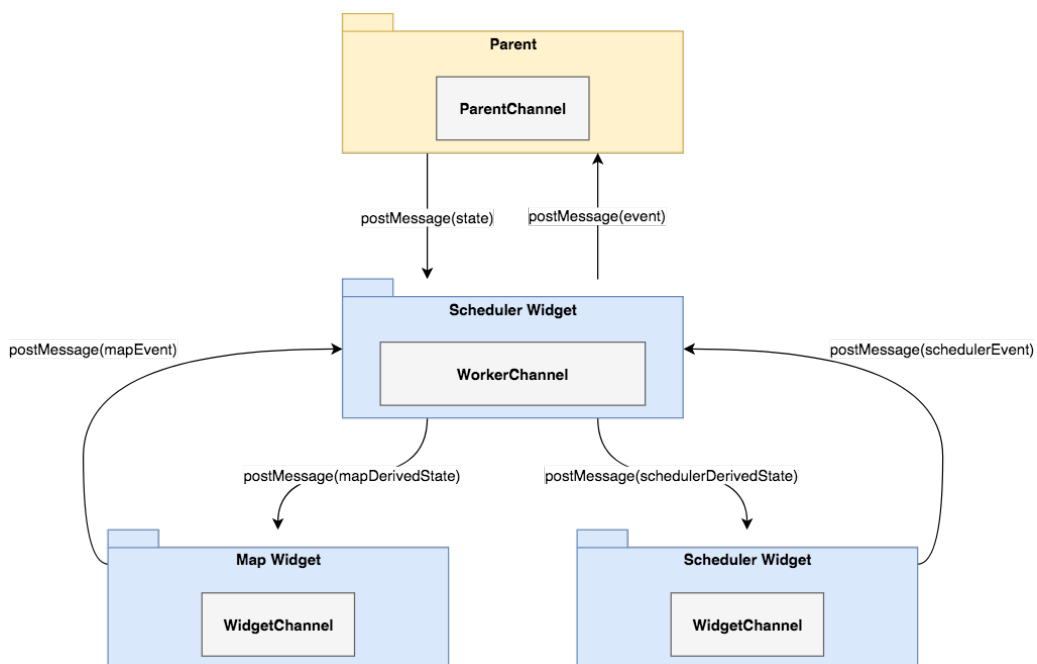 Parent
ParentChannel
postMessage(state)
postMessage(event)
Scheduler Widget
WorkerChannel
postMessage(mapEvent)
postMessage(schedulerEvent)
postMessage(mapDerivedState)
postMessage(schedulerDerivedState)
Map Widget
WidgetChannel
Scheduler Widget
WidgetChannel